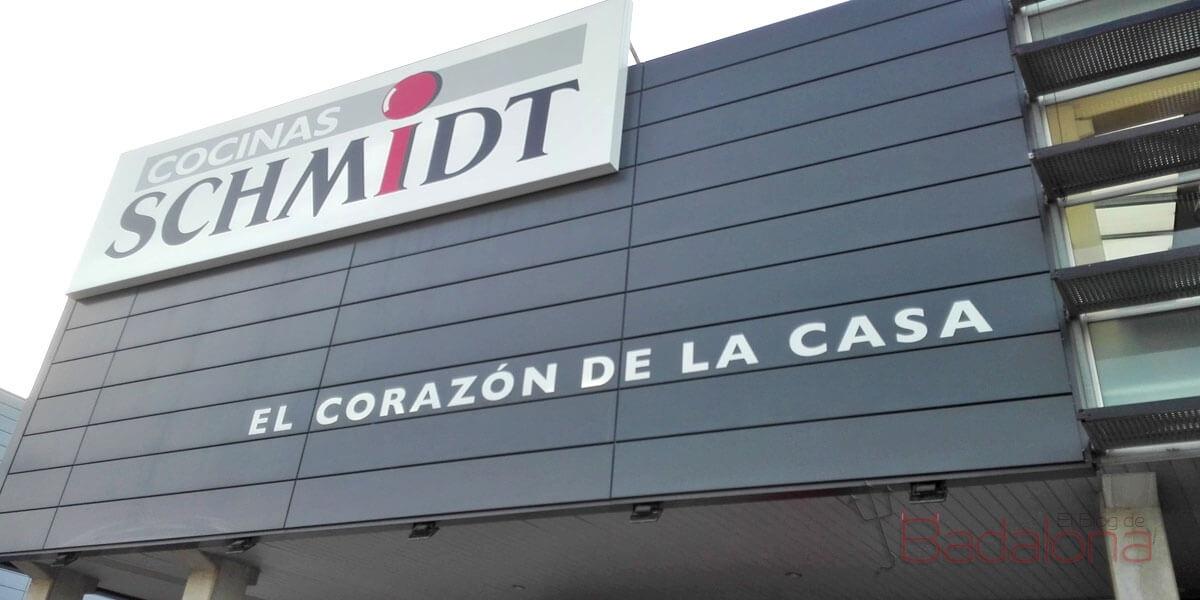 COCINAS
SCHMiDT
EL CORAZÓN DE LA CASA
El Blog de
Badalona